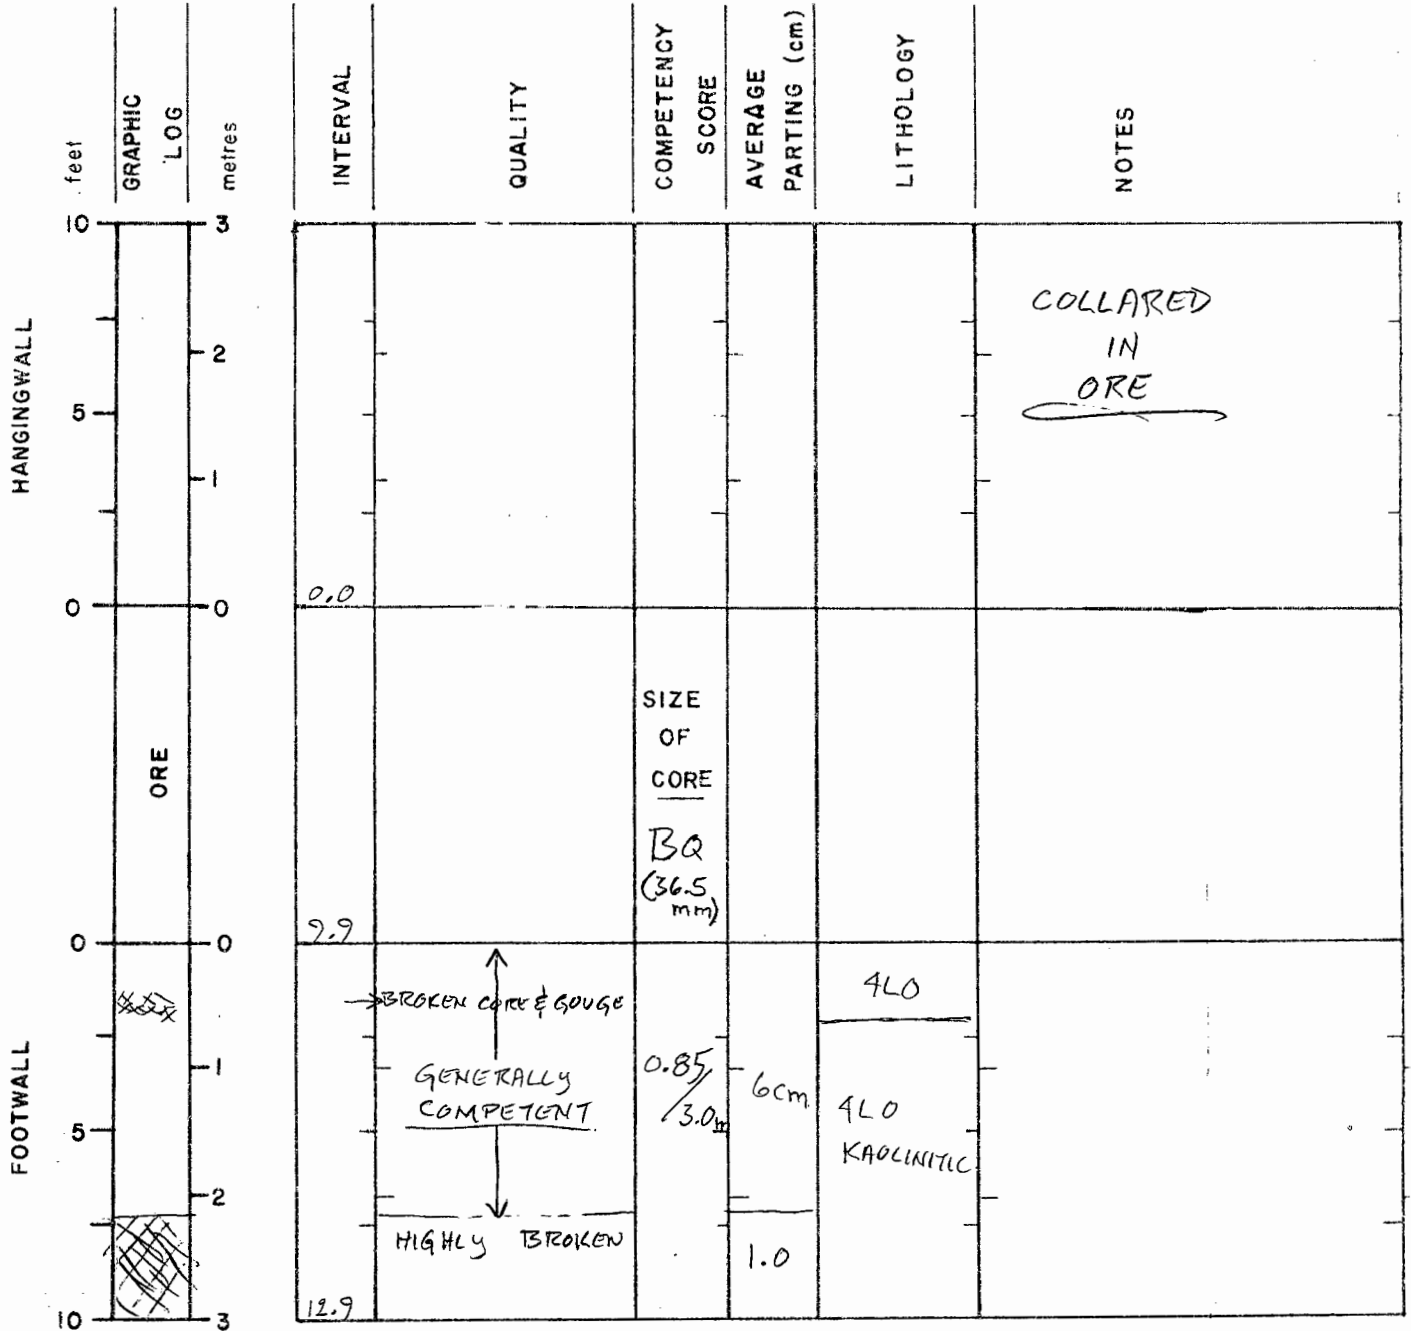 feet
GRAPHIC
LOG
metres
INTERVAL
QUALITY
COMPETENCY
SCORE
AVERAGE
PARTING (cm)
LITHOLOGY
NOTES
HANGINGWALL
10
3
2
5
1
0
0
COLLARED
IN
ORE
0.0
ORE
SIZE
OF
CORE
BQ
(36.5
mm)
9.9
0
0
FOOTWALL
→BROKEN CORE & GOUGE
4LO
1
GENERALLY
COMPETENT
0.85/
3.0m
6cm
4LO
KAOLINITIC
5
2
HIGHLY BROKEN
1.0
12.9
10
3